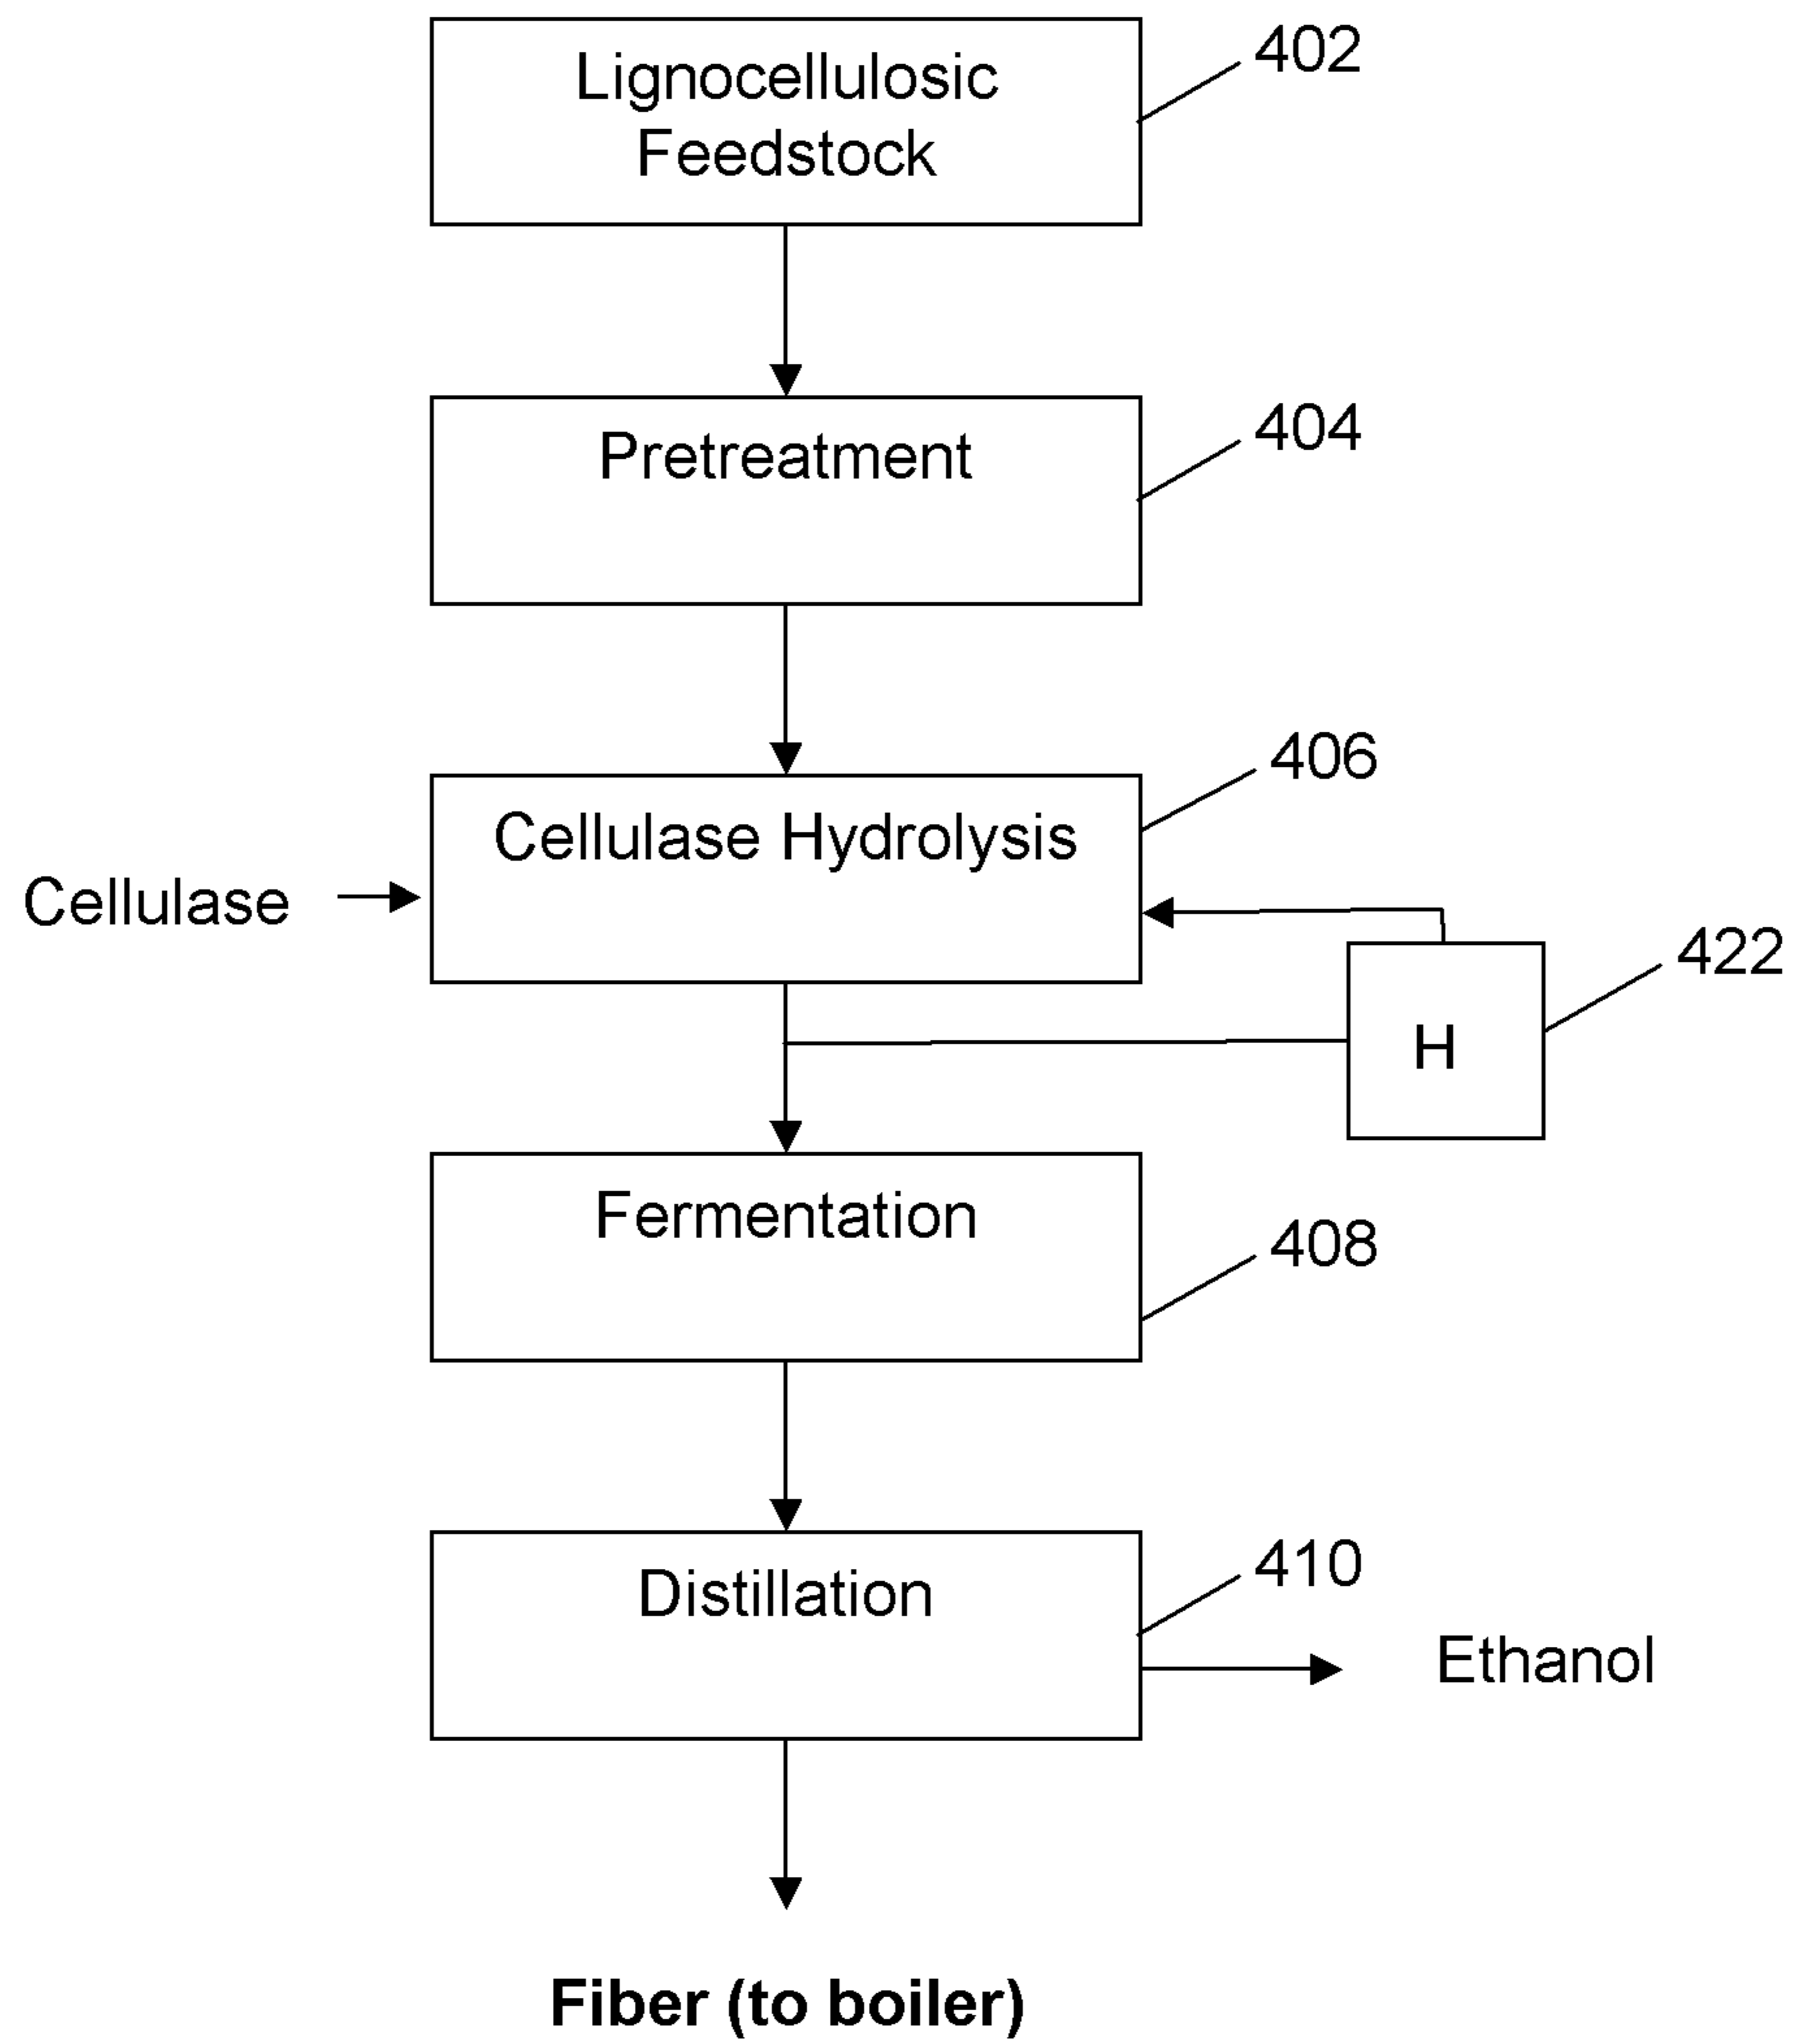 Lignocellulosic
Feedstock
402
Pretreatment
404
Cellulase Hydrolysis
406
Cellulase
H
422
Fermentation
408
Distillation
410
Ethanol
Fiber (to boiler)